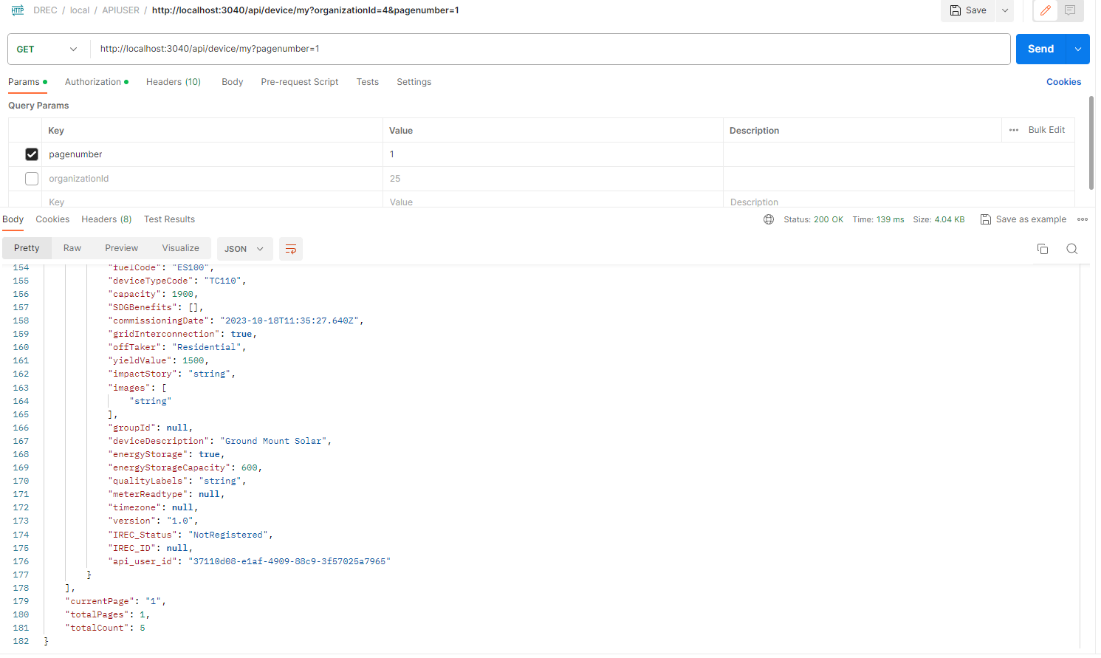 DREC / local / APIUSER / http://localhost:3040/api/device/my?organizationId=4&pagenumber=1 Save
GET http://localhost:3040/api/device/my?pagenumber=1 Send
Params Authorization Headers (10) Body Pre-request Script Tests Settings Cookies
Query Params
Key Value Description Bulk Edit
pagenumber 1
organizationId 25
Key Value Description
Body Cookies Headers (8) Test Results Status: 200 OK Time: 139 ms Size: 4.04 KB Save as example
Pretty Raw Preview Visualize JSON
154 "fuelCode": "ES100",
155 "deviceTypeCode": "TC110",
156 "capacity": 1900,
157 "SDGBenefits": [],
158 "commissioningDate": "2023-10-18T11:35:27.640Z",
159 "gridInterconnection": true,
160 "offTaker": "Residential",
161 "yieldValue": 1500,
162 "impactStory": "string",
163 "images": [
164 "string"
165 ],
166 "groupId": null,
167 "deviceDescription": "Ground Mount Solar",
168 "energyStorage": true,
169 "energyStorageCapacity": 600,
170 "qualityLabels": "string",
171 "meterReadtype": null,
172 "timezone": null,
173 "version": "1.0",
174 "IREC_Status": "NotRegistered",
175 "IREC_ID": null,
176 "api_user_id": "37110d08-e1af-4909-88c9-3f57025a7965"
177 }
178 ],
179 "currentPage": "1",
180 "totalPages": 1,
181 "totalCount": 5
182 }